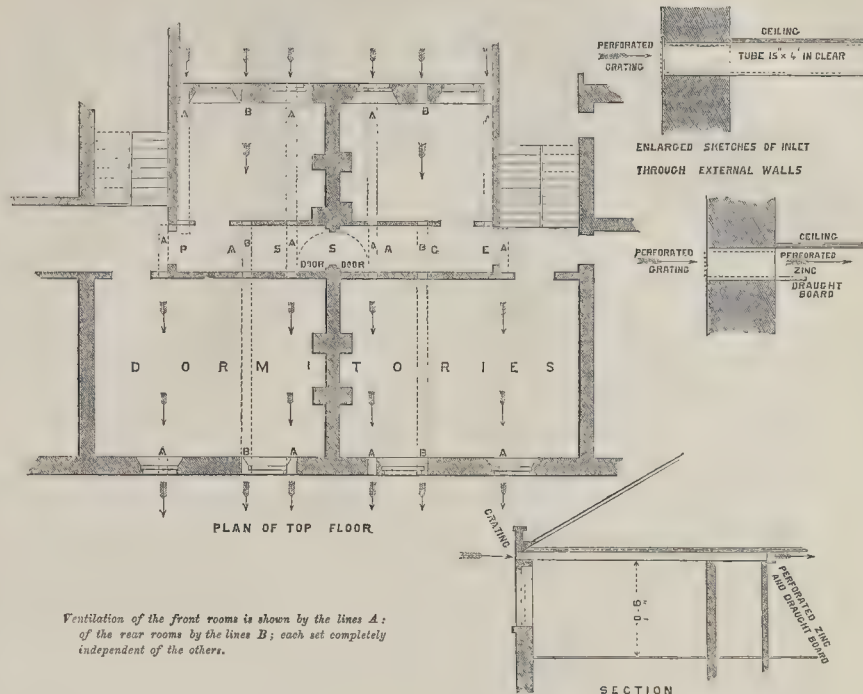 PERFORATED
GRATING
CEILING
TUBE 15" × 4" IN CLEAR
ENLARGED SKETCHES OF INLET
THROUGH EXTERNAL WALLS
CEILING
PERFORATED
GRATING
PERFORATED
ZINC
DRAUGHT
BOARD
A B A A B
A P A B S A S A A B G E A
DOOR DOOR
DORMITORIES
A B A A B A
PLAN OF TOP FLOOR
Ventilation of the front rooms is shown by the lines A:
of the rear rooms by the lines B; each set completely
independent of the others.
GRATING
PERFORATED ZINC
AND DRAUGHT BOARD
SECTION